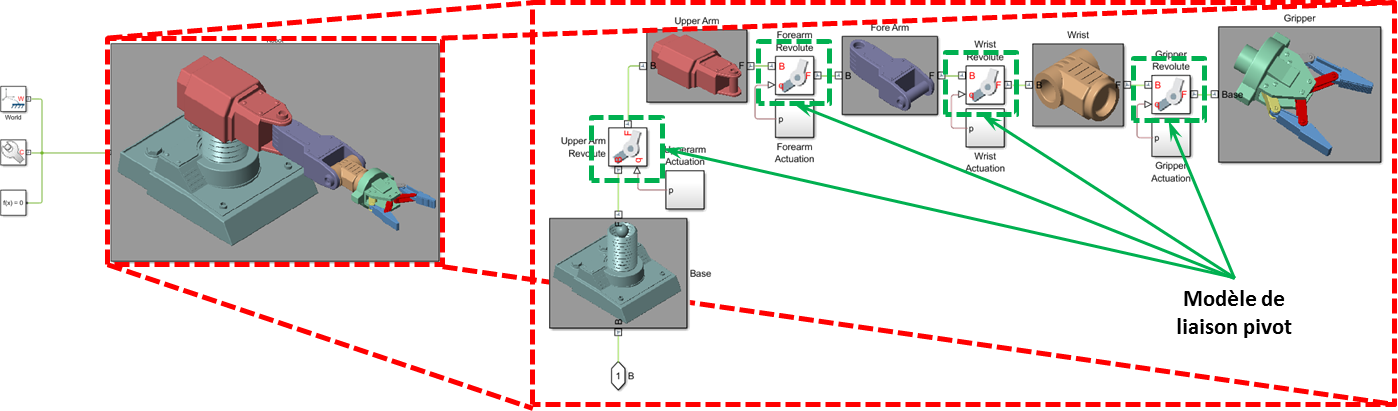 World
W
C
f(x) = 0
Upper Arm
B
F
Forearm
Revolute
B
F
q
p
Forearm
Actuation
Fore Arm
B
F
Wrist
Revolute
B
F
q
p
Wrist
Actuation
Wrist
B
F
Gripper
Revolute
B
F
q
p
Gripper
Actuation
Gripper
Base
Upper Arm
Revolute
F
B
q
Actuation
p
Base
B
1
B
Modèle de
liaison pivot